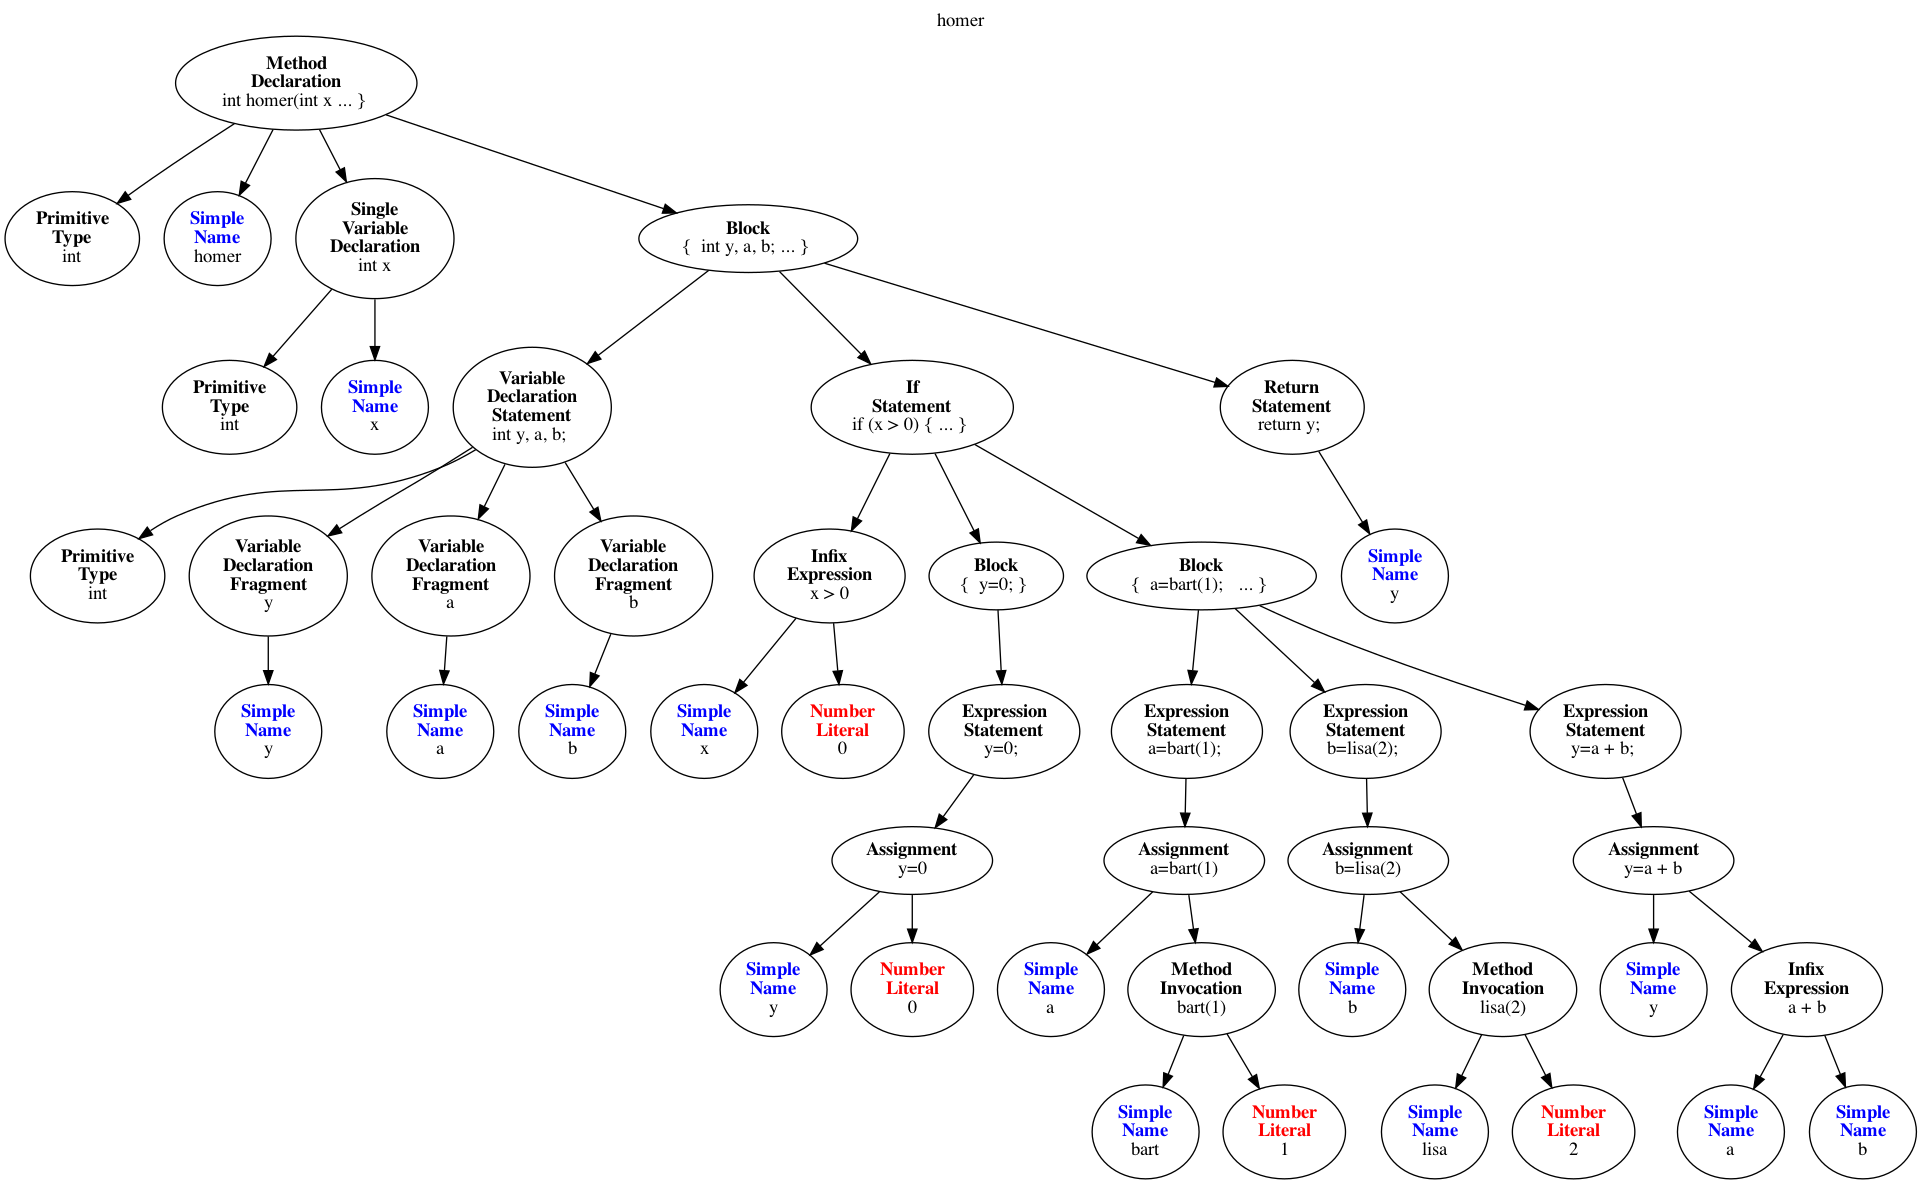 homer
Method
Declaration
int homer(int x ... }
Primitive
Type
int
Simple
Name
homer
Single
Variable
Declaration
int x
Block
{  int y, a, b; ... }
Primitive
Type
int
Simple
Name
x
Variable
Declaration
Statement
int y, a, b;
If
Statement
if (x > 0) { ... }
Return
Statement
return y;
Primitive
Type
int
Variable
Declaration
Fragment
y
Variable
Declaration
Fragment
a
Variable
Declaration
Fragment
b
Infix
Expression
x > 0
Block
{  y=0; }
Block
{  a=bart(1);   ... }
Simple
Name
y
Simple
Name
y
Simple
Name
a
Simple
Name
b
Simple
Name
x
Number
Literal
0
Expression
Statement
y=0;
Expression
Statement
a=bart(1);
Expression
Statement
b=lisa(2);
Expression
Statement
y=a + b;
Assignment
y=0
Assignment
a=bart(1)
Assignment
b=lisa(2)
Assignment
y=a + b
Simple
Name
y
Number
Literal
0
Simple
Name
a
Method
Invocation
bart(1)
Simple
Name
b
Method
Invocation
lisa(2)
Simple
Name
y
Infix
Expression
a + b
Simple
Name
bart
Number
Literal
1
Simple
Name
lisa
Number
Literal
2
Simple
Name
a
Simple
Name
b